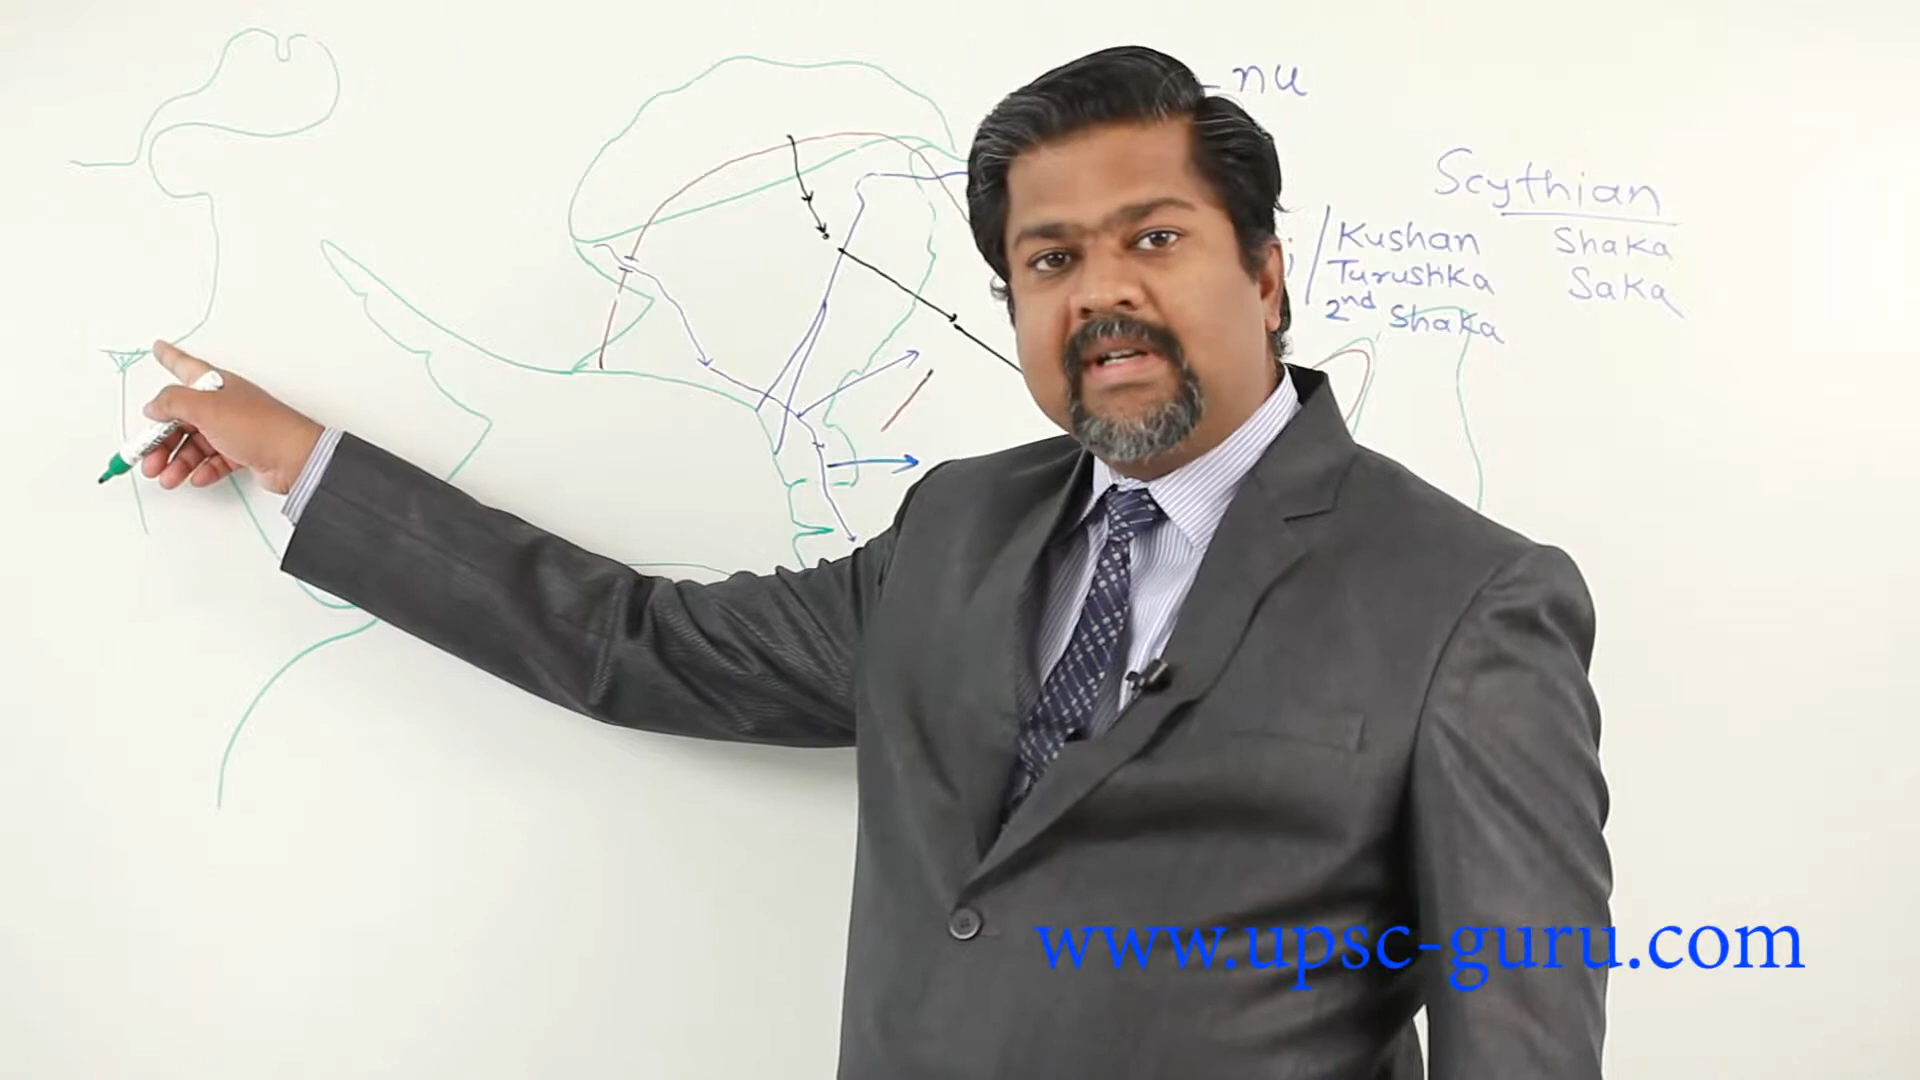 -nu
Scythian
/ Kushan Shaka
Turushka Saka
2nd Shaka
www.upsc-guru.com